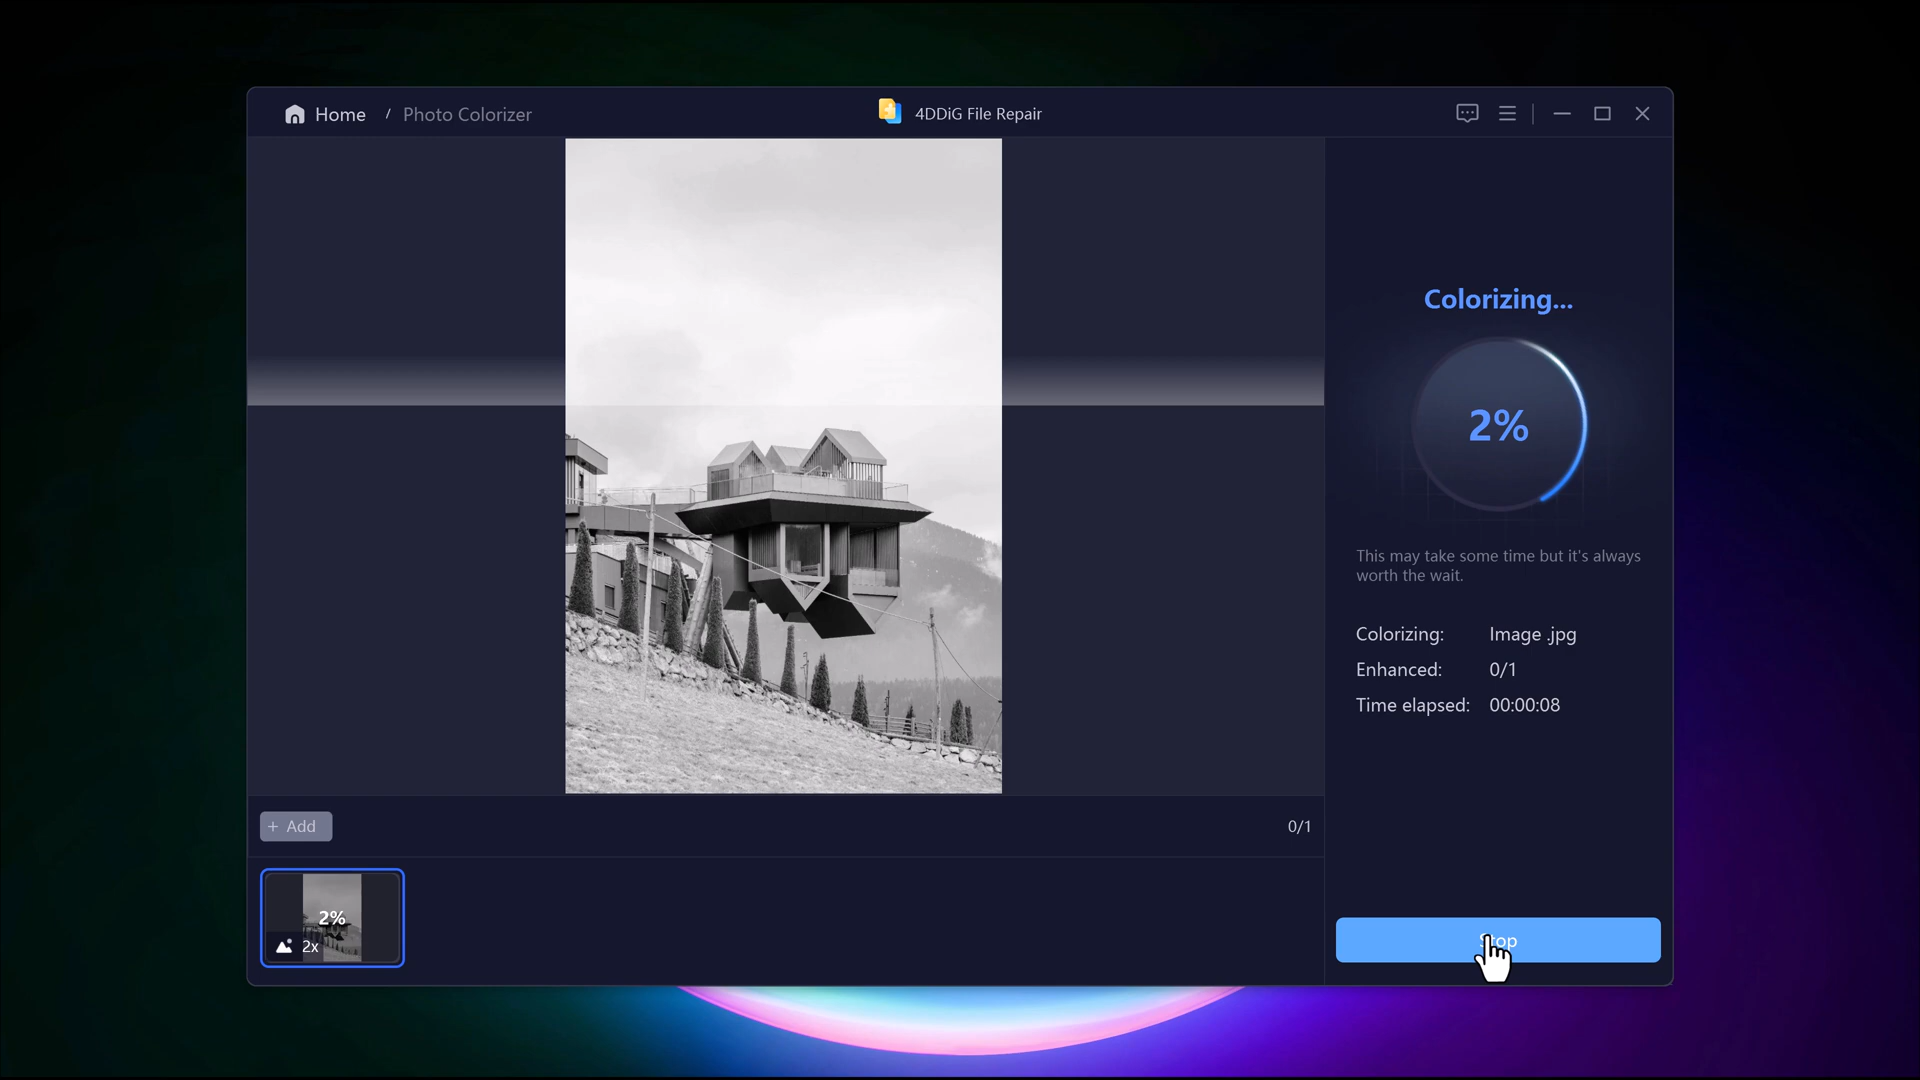 Home / Photo Colorizer
4DDiG File Repair
Colorizing...
2%
This may take some time but it's always
worth the wait.
Colorizing: Image .jpg
Enhanced: 0/1
Time elapsed: 00:00:08
+ Add
0/1
2%
2x
Stop